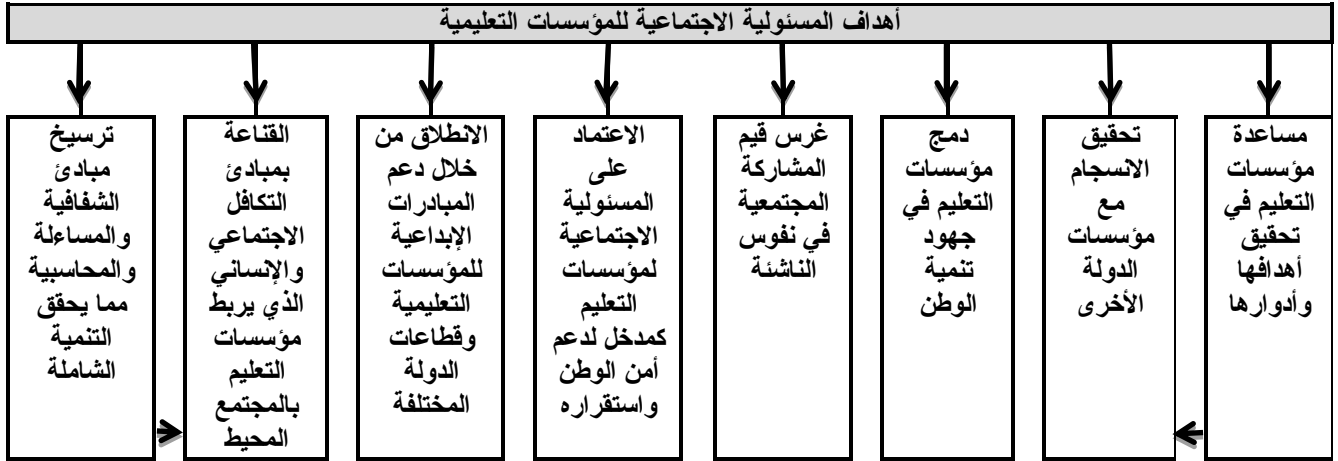 أهداف المسئولية الاجتماعية للمؤسسات التعليمية
مساعدة
مؤسسات
التعليم في
تحقيق
أهدافها
وأدوارها
تحقيق
الانسجام
مع
مؤسسات
الدولة
الأخرى
دمج
مؤسسات
التعليم في
جهود
تنمية
الوطن
غرس قيم
المشاركة
المجتمعية
في نفوس
الناشئة
الاعتماد
على
المسئولية
الاجتماعية
لمؤسسات
التعليم
كمدخل لدعم
أمن الوطن
واستقراره
الانطلاق من
خلال دعم
المبادرات
الإبداعية
للمؤسسات
التعليمية
وقطاعات
الدولة
المختلفة
القناعة
بمبادئ
التكافل
الاجتماعي
والإنساني
الذي يربط
مؤسسات
التعليم
بالمجتمع
المحيط
ترسيخ
مبادئ
الشفافية
والمساءلة
والمحاسبية
مما يحقق
التنمية
الشاملة